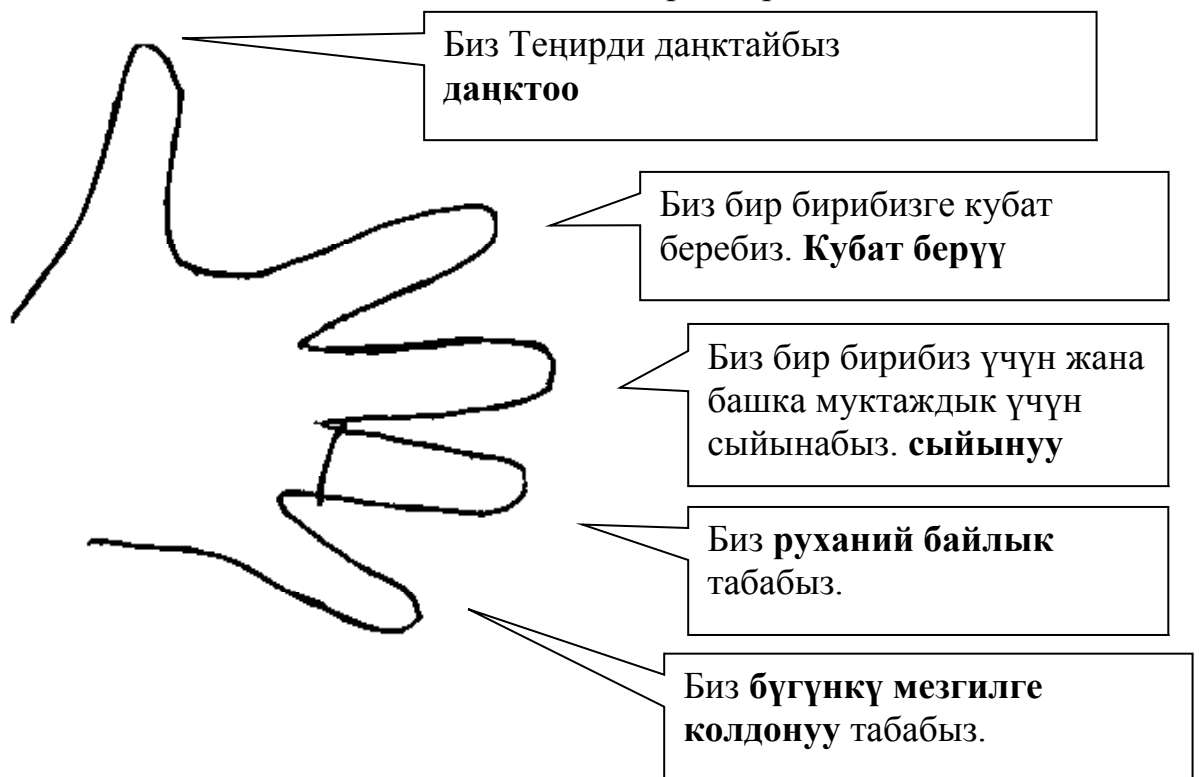 Биз Теңирди даңктайбыз
даңктоо
Биз бир бирибизге кубат
беребиз. Кубат берүү
Биз бир бирибиз үчүн жана
башка муктаждык үчүн
сыйынабыз. сыйынуу
Биз руханий байлык
табабыз.
Биз бүгүнкү мезгилге
колдонуу табабыз.